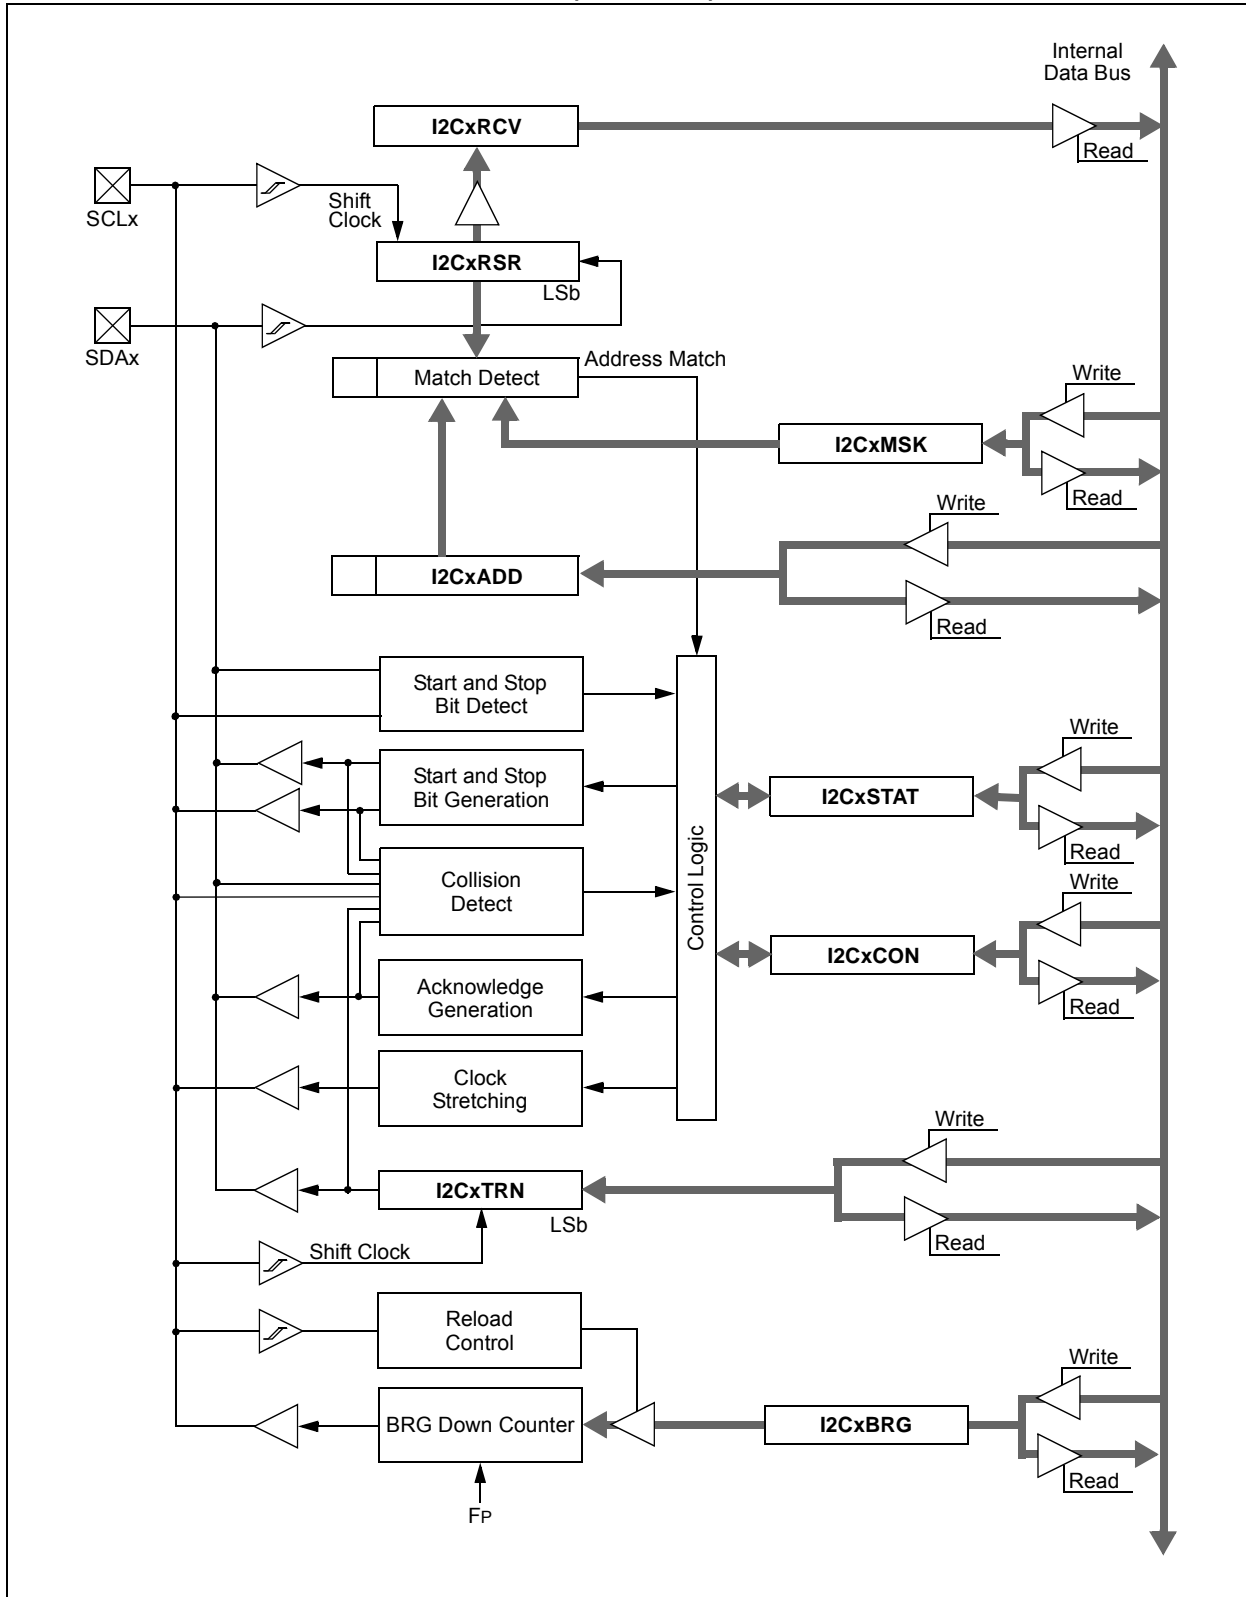 Internal
Data Bus
I2CxRCV
Read
SCLx
Shift
Clock
I2CxRSR
LSb
SDAx
Address Match
Match Detect
Write
I2CxMSK
Read
Write
I2CxADD
Read
Start and Stop
Bit Detect
Write
Start and Stop
Bit Generation
I2CxSTAT
Read
Control Logic
Collision
Detect
Write
I2CxCON
Read
Acknowledge
Generation
Clock
Stretching
Write
I2CxTRN
LSb
Read
Shift Clock
Reload
Control
Write
BRG Down Counter
I2CxBRG
Read
FP